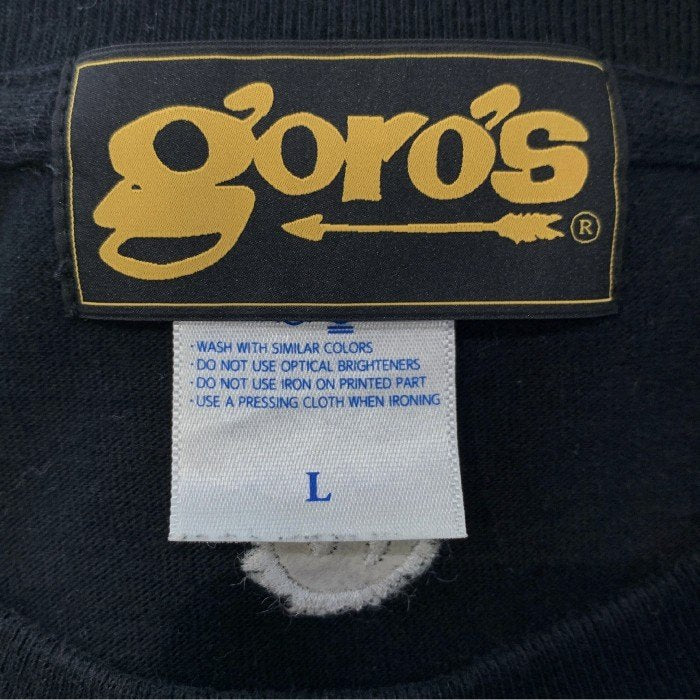 goro's
®
· WASH WITH SIMILAR COLORS
· DO NOT USE OPTICAL BRIGHTENERS
· DO NOT USE IRON ON PRINTED PART
· USE A PRESSING CLOTH WHEN IRONING
L